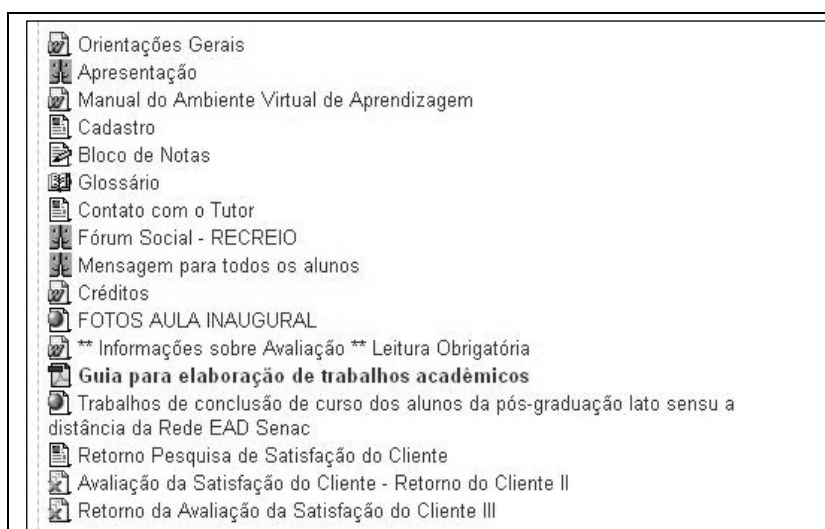 Orientações Gerais
Apresentação
Manual do Ambiente Virtual de Aprendizagem
Cadastro
Bloco de Notas
Glossário
Contato com o Tutor
Fórum Social - RECREIO
Mensagem para todos os alunos
Créditos
FOTOS AULA INAUGURAL
** Informações sobre Avaliação ** Leitura Obrigatória
Guia para elaboração de trabalhos acadêmicos
Trabalhos de conclusão de curso dos alunos da pós-graduação lato sensu a
distância da Rede EAD Senac
Retorno Pesquisa de Satisfação do Cliente
Avaliação da Satisfação do Cliente - Retorno do Cliente II
Retorno da Avaliação da Satisfação do Cliente III